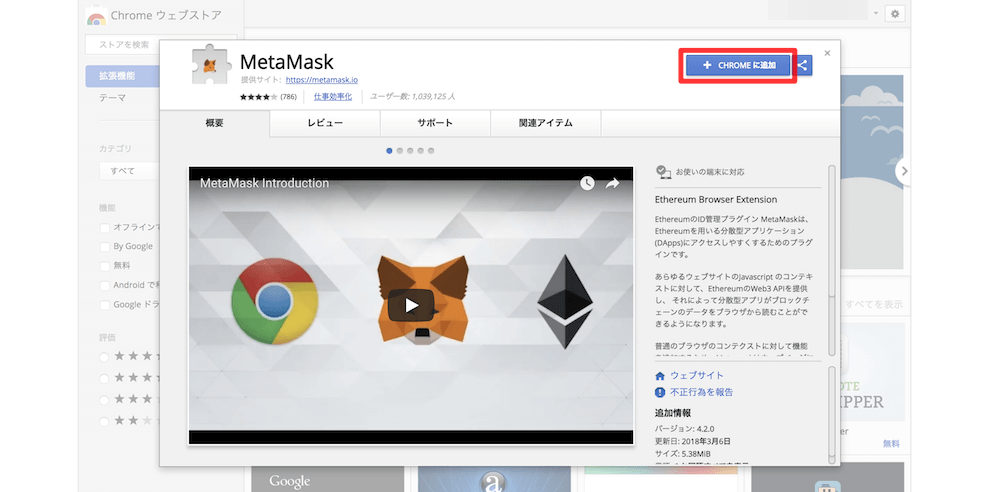 Chrome ウェブストア
ストアを検索
拡張機能
テーマ
カテゴリ
すべて
機能
オフラインで
By Google
無料
Android で利
Google ドラ
評価
MetaMask
提供サイト: https://metamask.io
(786)
仕事効率化
ユーザー数: 1,039,125 人
+ CHROME に追加
概要
レビュー
サポート
関連アイテム
MetaMask Introduction
お使いの端末に対応
Ethereum Browser Extension
EthereumのID管理プラグイン MetaMaskは、
Ethereumを用いる分散型アプリケーション
(DApps)にアクセスしやすくするためのプラグ
インです。
あらゆるウェブサイトのJavascript のコンテキ
ストに対して、EthereumのWeb3 APIを提供
し、 それによって分散型アプリがブロックチ
ェーンのデータをブラウザから読むことがで
きるようになります。
普通のブラウザのコンテクストに対して機能
ウェブサイト
不正行為を報告
追加情報
バージョン: 4.2.0
更新日: 2018年3月6日
サイズ: 5.38MiB
すべてを表示
OTE
IPPER
er
無料
Google